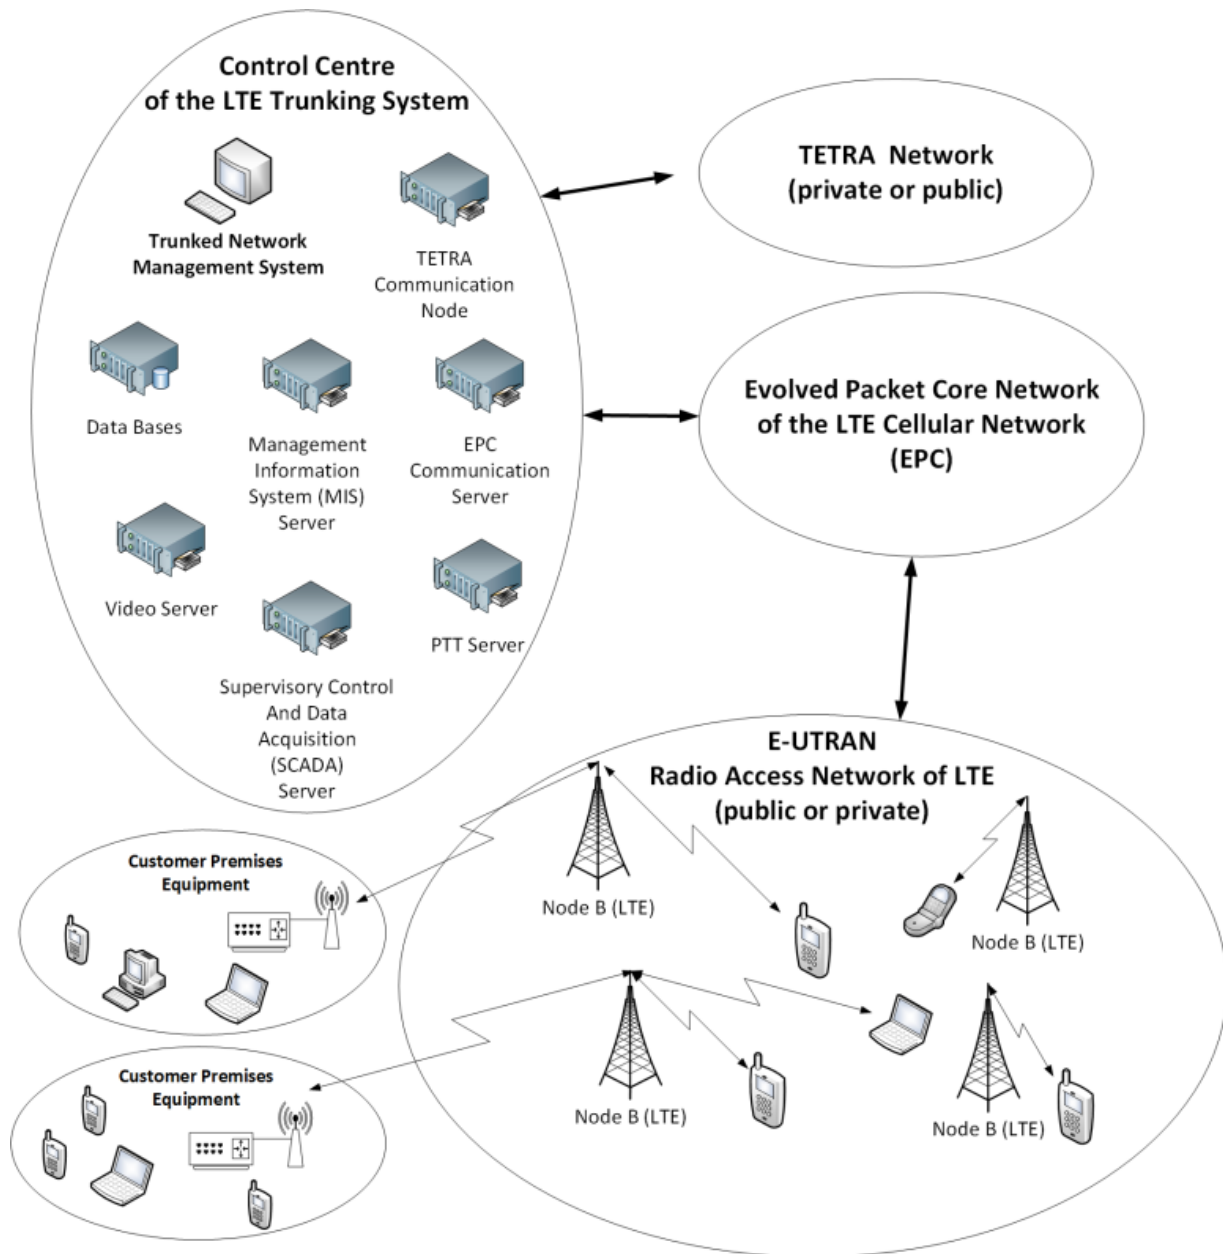 Control Centre
of the LTE Trunking System
Trunked Network
Management System
TETRA
Communication
Node
Data Bases
Management
Information
System (MIS)
Server
EPC
Communication
Server
Video Server
PTT Server
Supervisory Control
And Data
Acquisition
(SCADA)
Server
TETRA Network
(private or public)
Evolved Packet Core Network
of the LTE Cellular Network
(EPC)
E-UTRAN
Radio Access Network of LTE
(public or private)
Node B (LTE)
Node B (LTE)
Node B (LTE)
Node B (LTE)
Customer Premises
Equipment
Customer Premises
Equipment